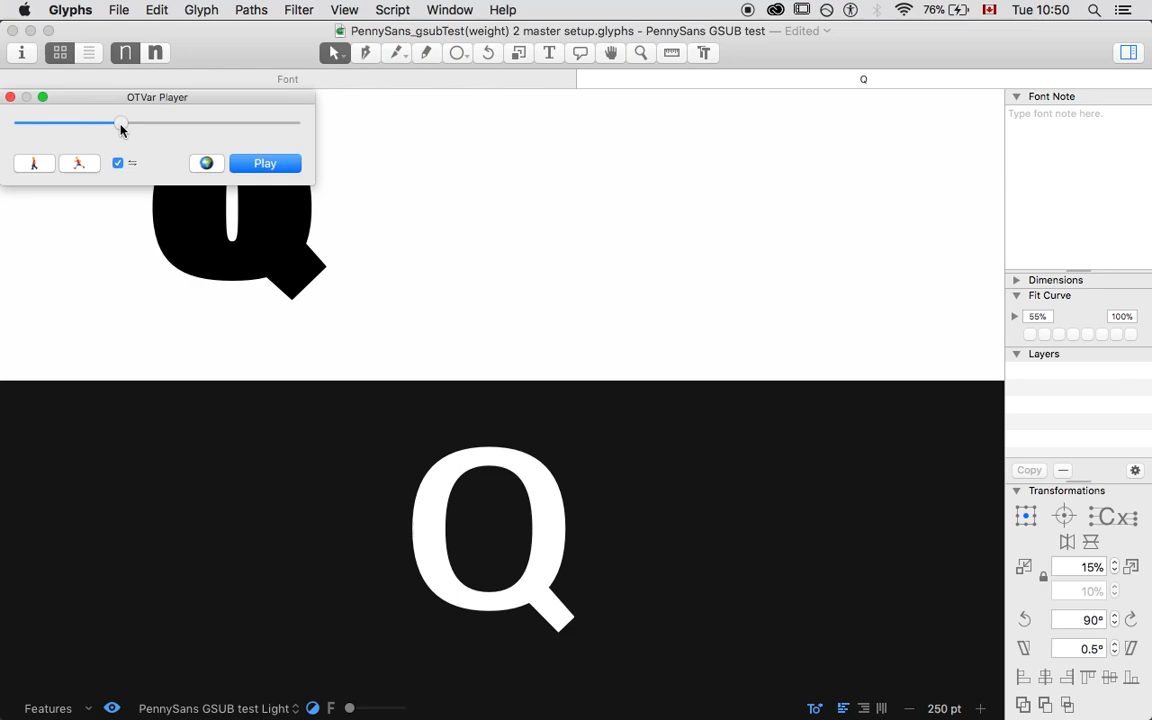 Glyphs File Edit Glyph Paths Filter View Script Window Help 76% Tue 10:50
PennySans_gsubTest(weight) 2 master setup.glyphs - PennySans GSUB test — Edited
n n T
Font Q
OTVar Player
Play
Q
Q
Font Note
Type font note here.
Dimensions
Fit Curve
55% 100%
Layers
Copy
Transformations
Cx
15%
10%
90°
0.5°
Features PennySans GSUB test Light F 250 pt